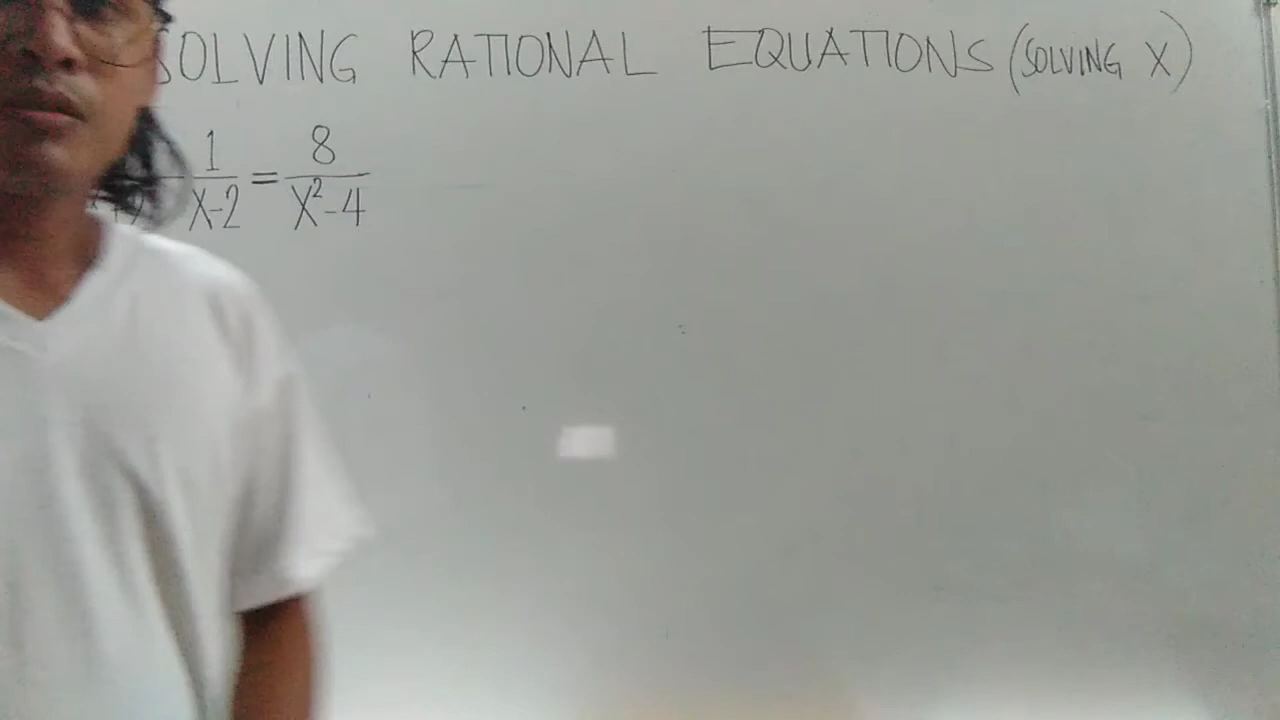 SOLVING RATIONAL EQUATIONS (SOLVING X)
1 8
— = —
X-2 X²-4